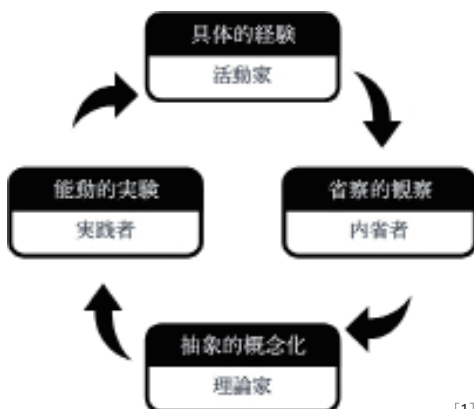 具体的経験
活動家
能動的実験
実践者
省察的観察
内省者
抽象的概念化
理論家
[1]